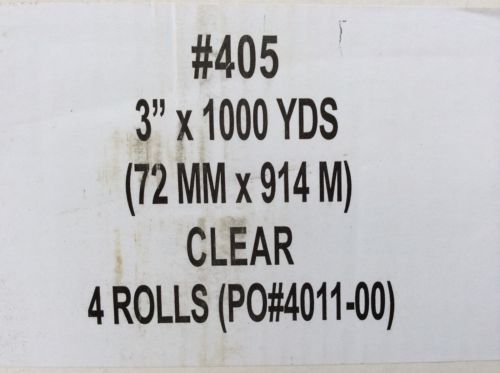 #405
3” x 1000 YDS
(72 MM x 914 M)
CLEAR
4 ROLLS (PO#4011-00)